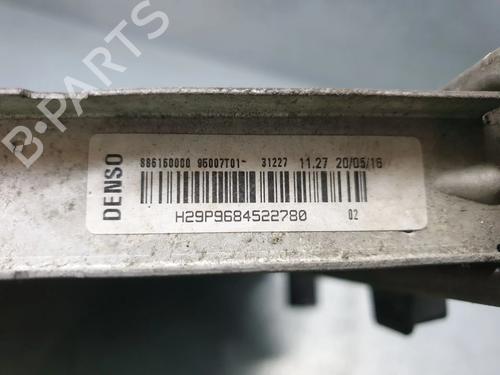 DENSO
886160000 95007T01- 31227 11.27 20/05/16
H29P9684522780 02
B-PARTS